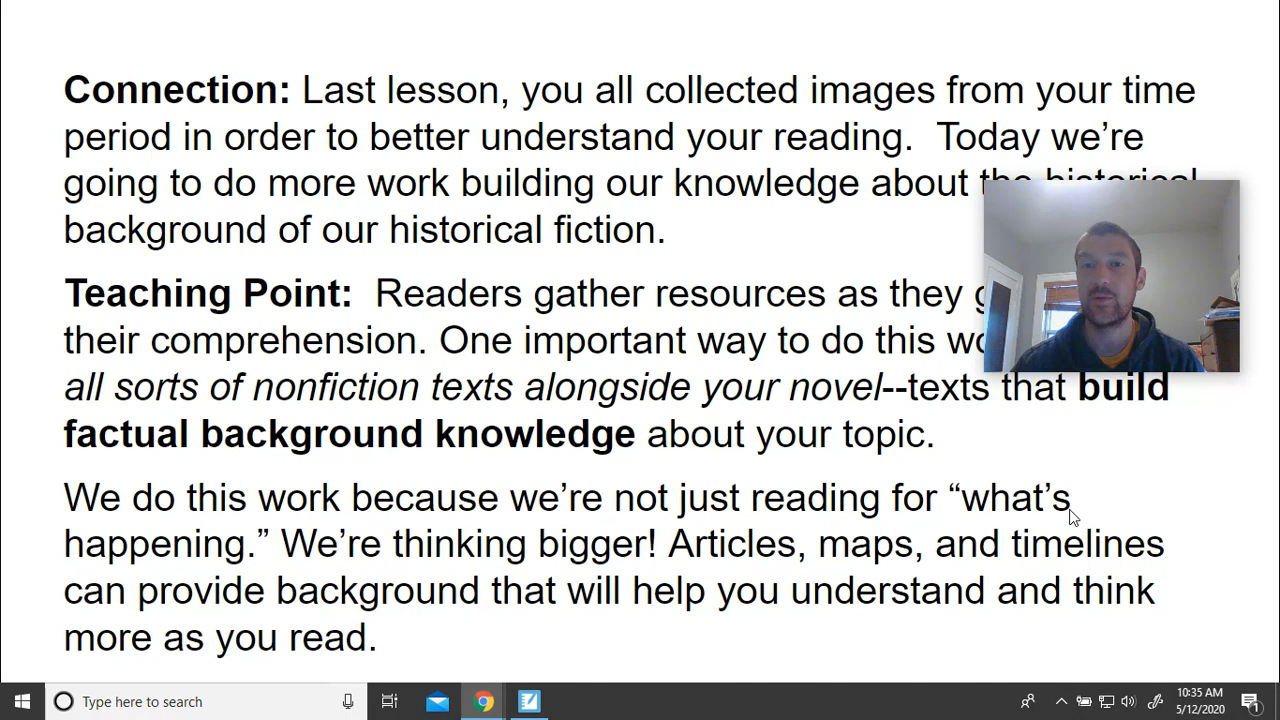 Connection: Last lesson, you all collected images from your time
period in order to better understand your reading.  Today we’re
going to do more work building our knowledge about the historical
background of our historical fiction.
Teaching Point:  Readers gather resources as they
their comprehension. One important way to do this
all sorts of nonfiction texts alongside your novel--texts that build
factual background knowledge about your topic.
We do this work because we’re not just reading for “what’s
happening.” We’re thinking bigger! Articles, maps, and timelines
can provide background that will help you understand and think
more as you read.
Type here to search
10:35 AM
5/12/2020
1